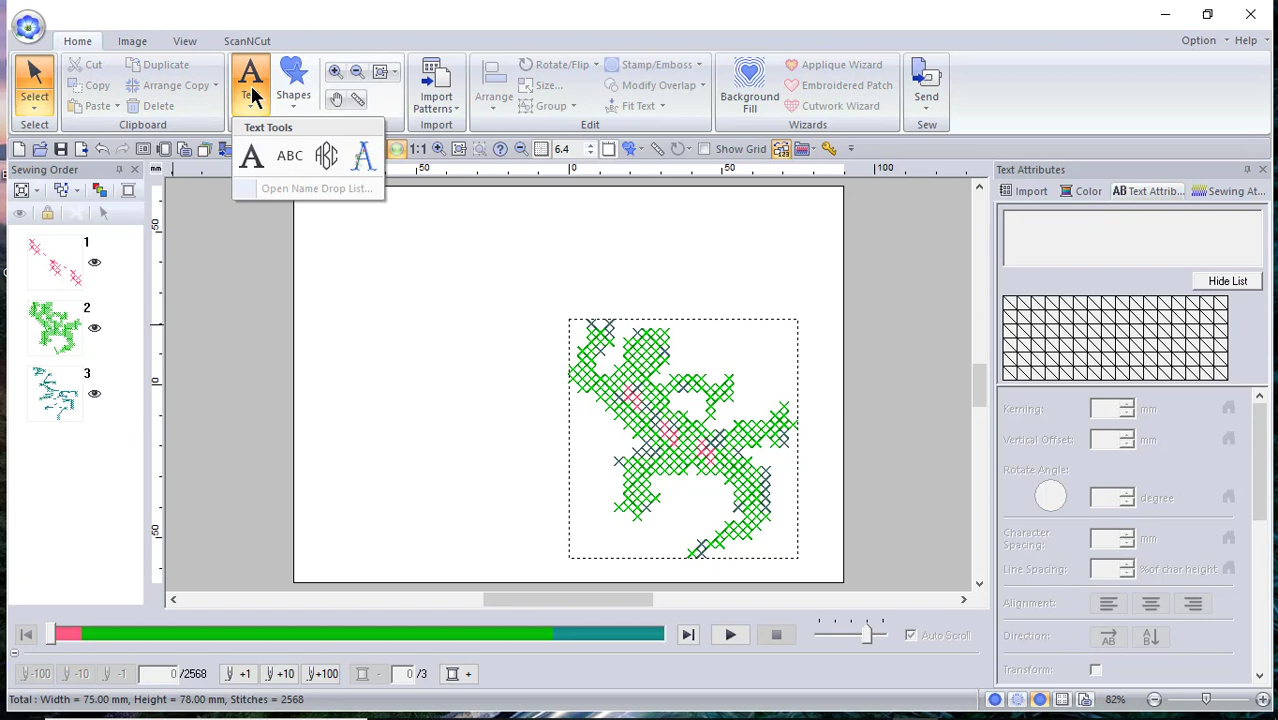 Home Image View ScanNCut Option Help
Select Cut Copy Paste Duplicate Arrange Copy Delete
Shapes Import Patterns Arrange Rotate/Flip Group Stamp/Emboss Modify Overlap Fit Text
Background Fill Applique Wizard Embroidered Patch Cutwork Wizard Send
Select Clipboard Import Edit Wizards Sew
Text Tools
A ABC ABC A
Open Name Drop List...
1:1 6.4 Show Grid
Sewing Order
mm 50 0 50 100
1
2
3
50
50
Text Attributes
Import Color AB Text Attrib... Sewing At...
Hide List
Kerning: mm
Vertical Offset: mm
Rotate Angle:
degree
Character Spacing: mm
Line Spacing: %of char height
Alignment:
Direction: AB
Transform:
Auto Scroll
-100 -10 -1 0 /2568 +1 +10 +100 - 0 /3 +
Total : Width = 75.00 mm, Height = 78.00 mm, Stitches = 2568
82%